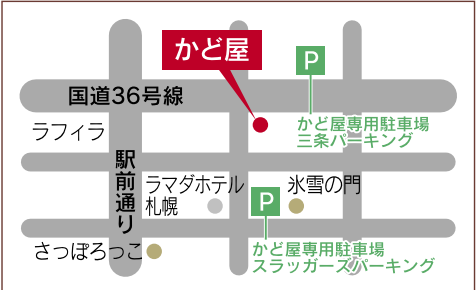 かど屋
P
国道36号線
かど屋専用駐車場
三条パーキング
ラフィラ
駅前通り
ラマダホテル
札幌
氷雪の門
P
さっぽろっこ
かど屋専用駐車場
スラッガーズパーキング